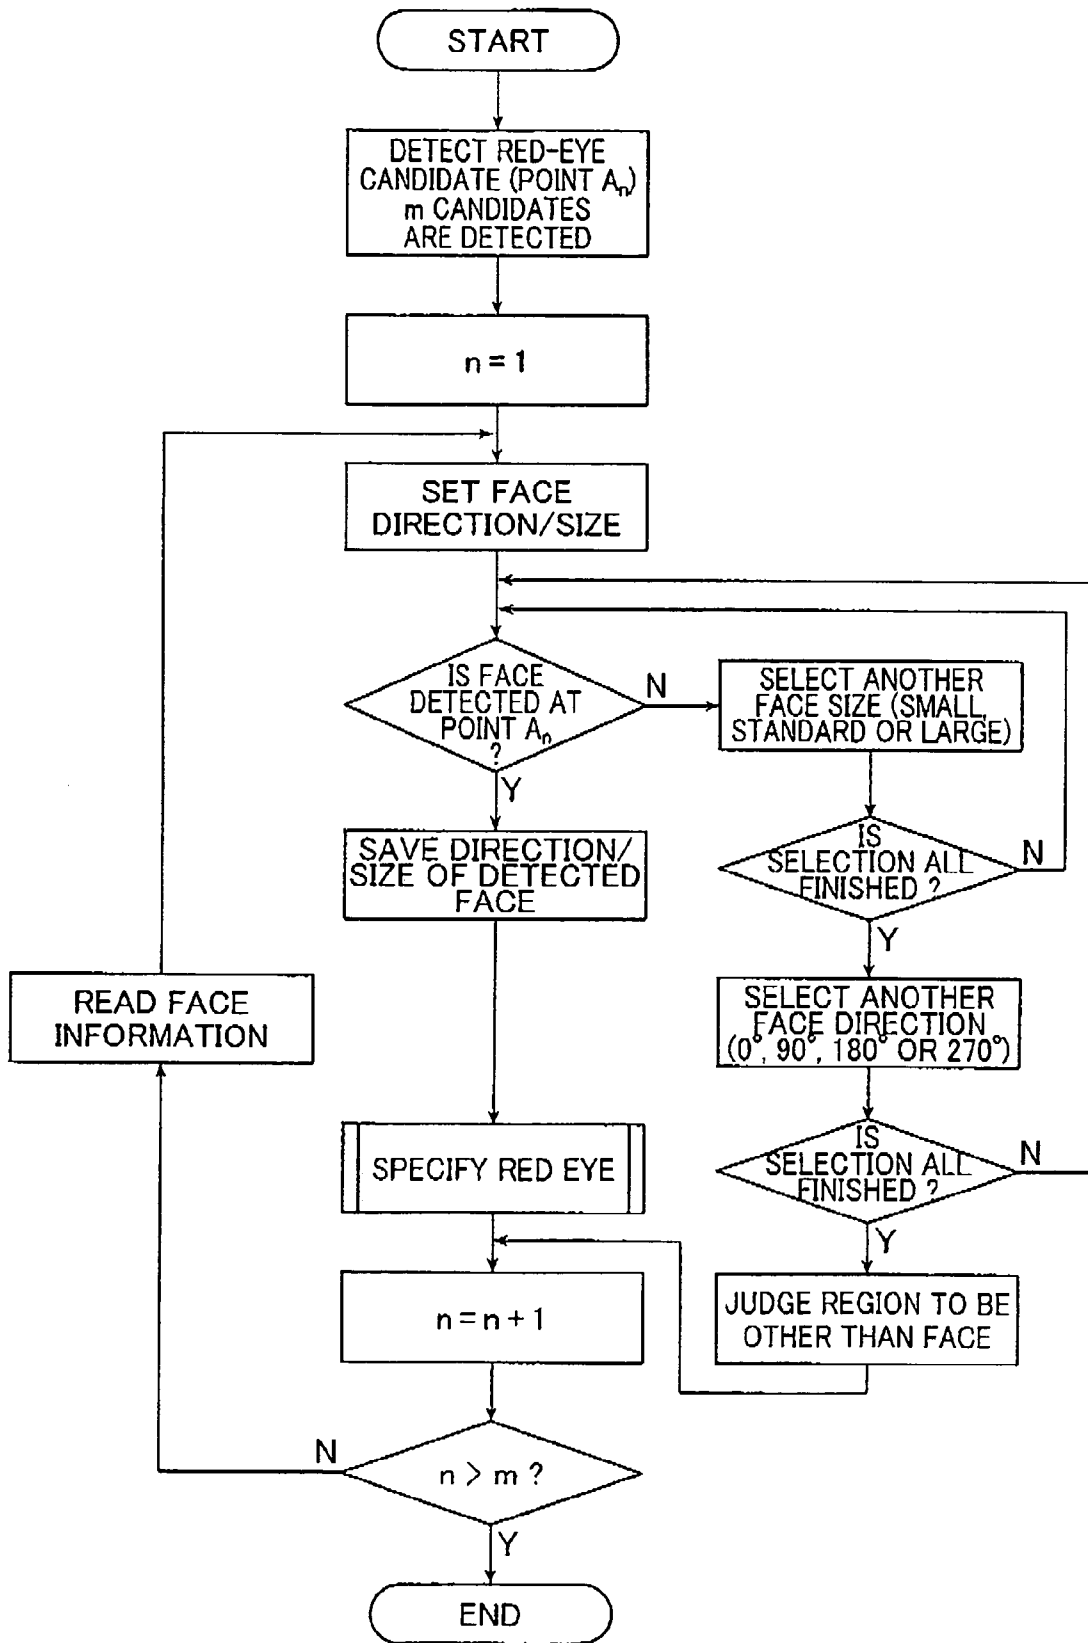 START
DETECT RED-EYE
CANDIDATE (POINT Aₙ)
m CANDIDATES
ARE DETECTED
n = 1
SET FACE
DIRECTION/SIZE
IS FACE
DETECTED AT
POINT Aₙ
?
N
Y
SELECT ANOTHER
FACE SIZE (SMALL,
STANDARD OR LARGE)
IS
SELECTION ALL
FINISHED ?
N
Y
SAVE DIRECTION/
SIZE OF DETECTED
FACE
SELECT ANOTHER
FACE DIRECTION
(0°, 90°, 180° OR 270°)
READ FACE
INFORMATION
IS
SELECTION ALL
FINISHED ?
N
Y
SPECIFY RED EYE
JUDGE REGION TO BE
OTHER THAN FACE
n = n + 1
n > m ?
N
Y
END